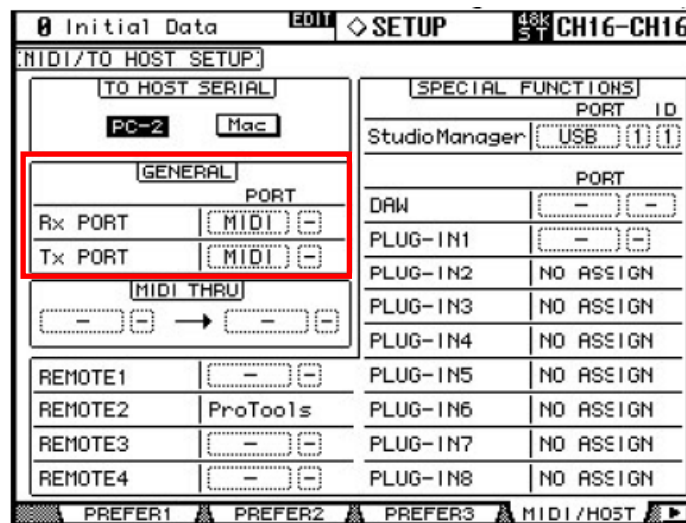 0 Initial Data EDIT ◇ SETUP 48k ST CH16-CH16
MIDI/TO HOST SETUP
TO HOST SERIAL
PC-2 Mac
GENERAL
PORT
Rx PORT MIDI -
Tx PORT MIDI -
MIDI THRU
- - → - -
REMOTE1 - -
REMOTE2 ProTools
REMOTE3 - -
REMOTE4 - -
SPECIAL FUNCTIONS
PORT ID
StudioManager USB 1 1
PORT
DAW - -
PLUG-IN1 - -
PLUG-IN2 NO ASSIGN
PLUG-IN3 NO ASSIGN
PLUG-IN4 NO ASSIGN
PLUG-IN5 NO ASSIGN
PLUG-IN6 NO ASSIGN
PLUG-IN7 NO ASSIGN
PLUG-IN8 NO ASSIGN
PREFER1 PREFER2 PREFER3 MIDI/HOST